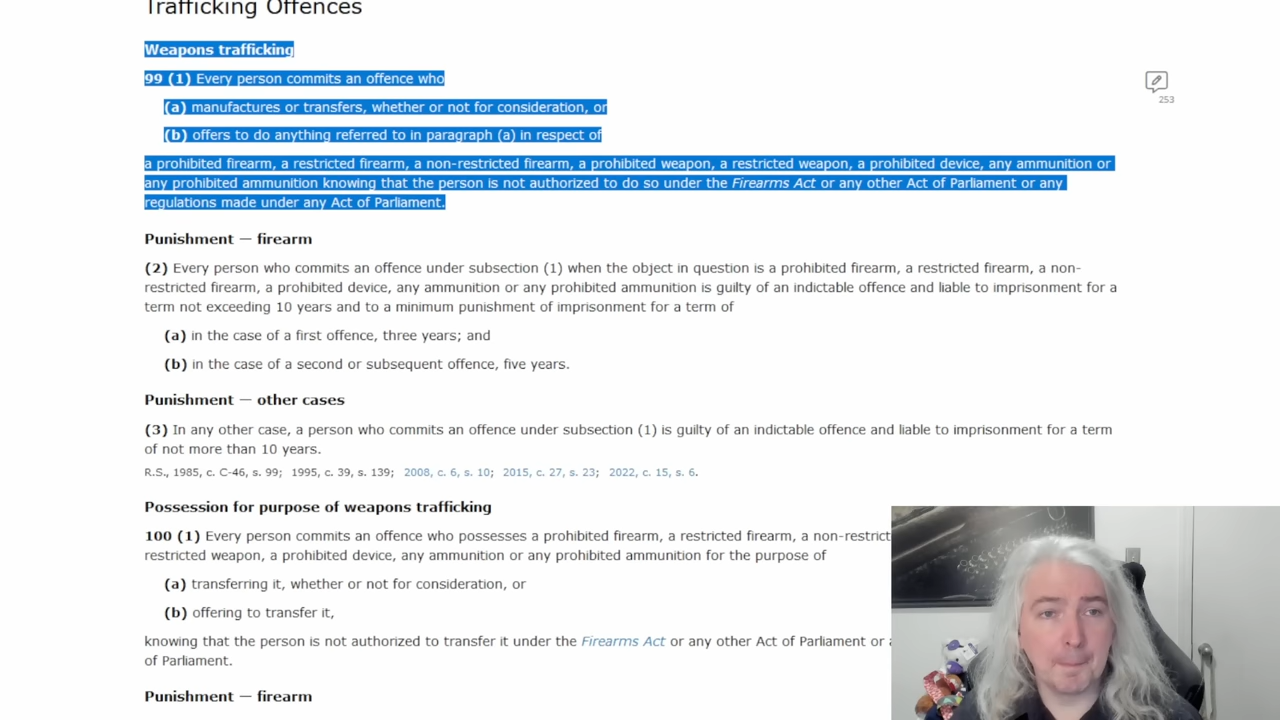 Trafficking Offences
Weapons trafficking
99 (1) Every person commits an offence who
(a) manufactures or transfers, whether or not for consideration, or
(b) offers to do anything referred to in paragraph (a) in respect of
a prohibited firearm, a restricted firearm, a non-restricted firearm, a prohibited weapon, a restricted weapon, a prohibited device, any ammunition or
any prohibited ammunition knowing that the person is not authorized to do so under the Firearms Act or any other Act of Parliament or any
regulations made under any Act of Parliament.
253
Punishment — firearm
(2) Every person who commits an offence under subsection (1) when the object in question is a prohibited firearm, a restricted firearm, a non-
restricted firearm, a prohibited device, any ammunition or any prohibited ammunition is guilty of an indictable offence and liable to imprisonment for a
term not exceeding 10 years and to a minimum punishment of imprisonment for a term of
(a) in the case of a first offence, three years; and
(b) in the case of a second or subsequent offence, five years.
Punishment — other cases
(3) In any other case, a person who commits an offence under subsection (1) is guilty of an indictable offence and liable to imprisonment for a term
of not more than 10 years.
R.S., 1985, c. C-46, s. 99; 1995, c. 39, s. 139; 2008, c. 6, s. 10; 2015, c. 27, s. 23; 2022, c. 15, s. 6.
Possession for purpose of weapons trafficking
100 (1) Every person commits an offence who possesses a prohibited firearm, a restricted firearm, a non-restrict
restricted weapon, a prohibited device, any ammunition or any prohibited ammunition for the purpose of
(a) transferring it, whether or not for consideration, or
(b) offering to transfer it,
knowing that the person is not authorized to transfer it under the Firearms Act or any other Act of Parliament or
of Parliament.
Punishment — firearm